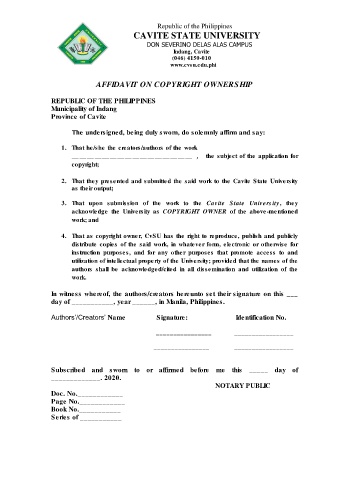 Republic of the Philippines
CAVITE STATE UNIVERSITY
DON SEVERINO DELAS ALAS CAMPUS
Indang, Cavite
(046) 4150-010
www.cvsu.edu.ph
AFFIDAVIT ON COPYRIGHT OWNERSHIP
REPUBLIC OF THE PHILIPPINES
Municipality of Indang
Province of Cavite
The undersigned, being duly sworn, do solemnly affirm and say:
1. That he/she the creators/authors of the work
______________________________ , the subject of the application for
copyright;
2. That they presented and submitted the said work to the Cavite State University
as their output;
3. That upon submission of the work to the Cavite State University, they
acknowledge the University as COPYRIGHT OWNER of the above-mentioned
work; and
4. That as copyright owner, CvSU has the right to reproduce, publish and publicly
distribute copies of the said work, in whatever form, electronic or otherwise for
instruction purposes, and for any other purposes that promote access to and
utilization of intellectual property of the University; provided that the names of the
authors shall be acknowledged/cited in all dissemination and utilization of the
work.
In witness whereof, the authors/creators hereunto set their signature on this ___
day of ___________, year ______, in Manila, Philippines.
Authors'/Creators' Name Signature: Identification No.
______________ _______________
______________ _______________
Subscribed and sworn to or affirmed before me this _____ day of
_____________. 2020.
NOTARY PUBLIC
Doc. No.____________
Page No.____________
Book No.___________
Series of ___________